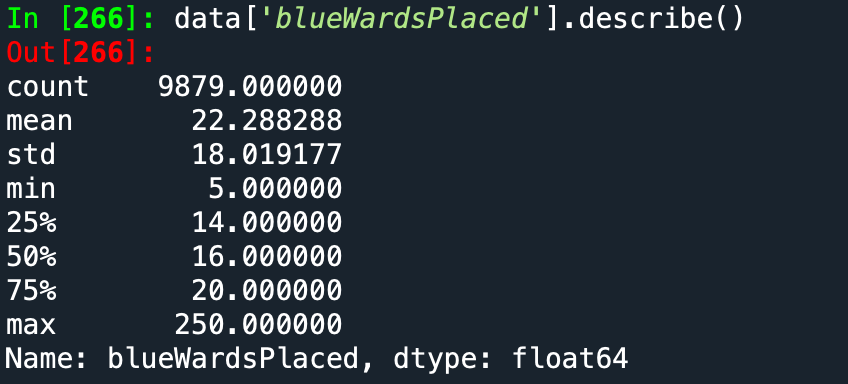 In [266]: data['blueWardsPlaced'].describe()
Out[266]:
count    9879.000000
mean       22.288288
std        18.019177
min         5.000000
25%        14.000000
50%        16.000000
75%        20.000000
max       250.000000
Name: blueWardsPlaced, dtype: float64